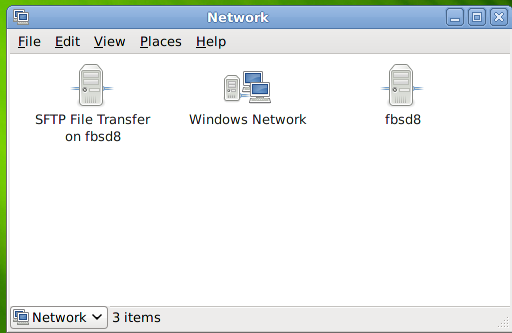 Network
File Edit View Places Help
SFTP File Transfer
on fbsd8
Windows Network
fbsd8
Network 3 items